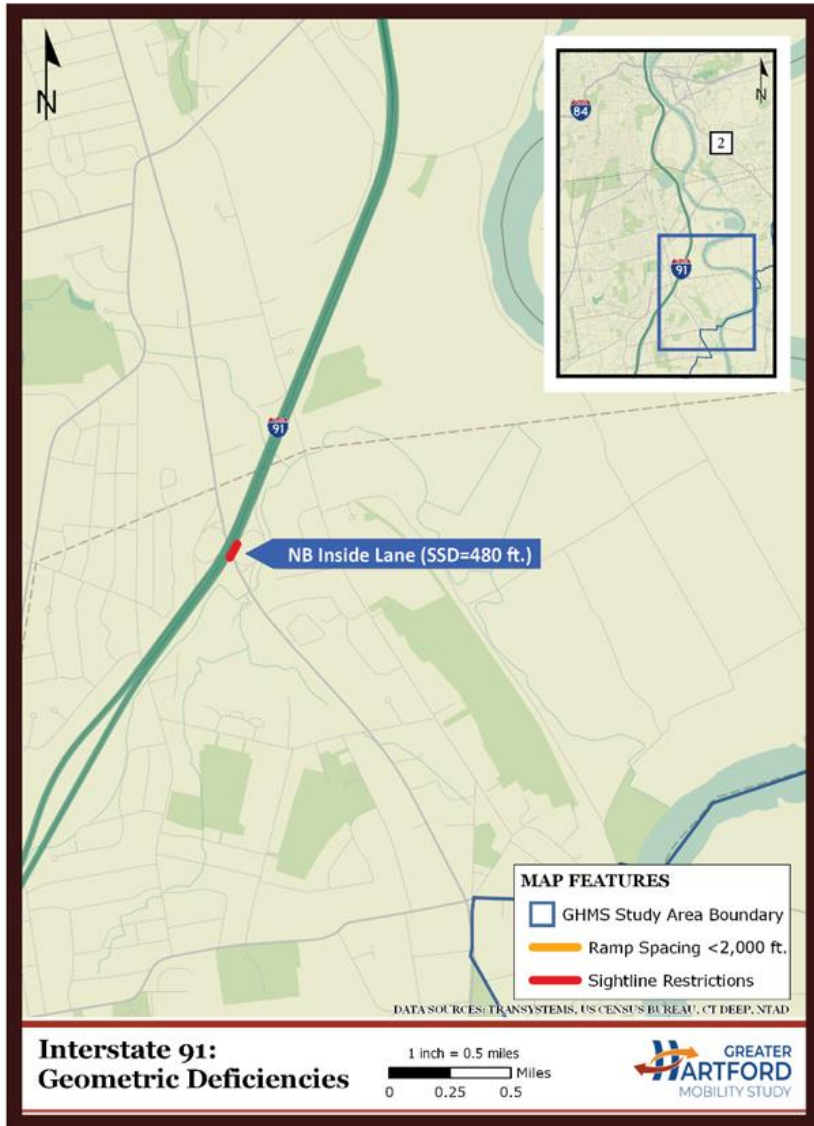 N
N
84
2
91
91
NB Inside Lane (SSD=480 ft.)
MAP FEATURES
GHMS Study Area Boundary
Ramp Spacing <2,000 ft.
Sightline Restrictions
DATA SOURCES: TRANSYSTEMS, US CENSUS BUREAU, CT DEEP, NTAD
Interstate 91:
Geometric Deficiencies
1 inch = 0.5 miles
Miles
0 0.25 0.5
GREATER
HARTFORD
MOBILITY STUDY